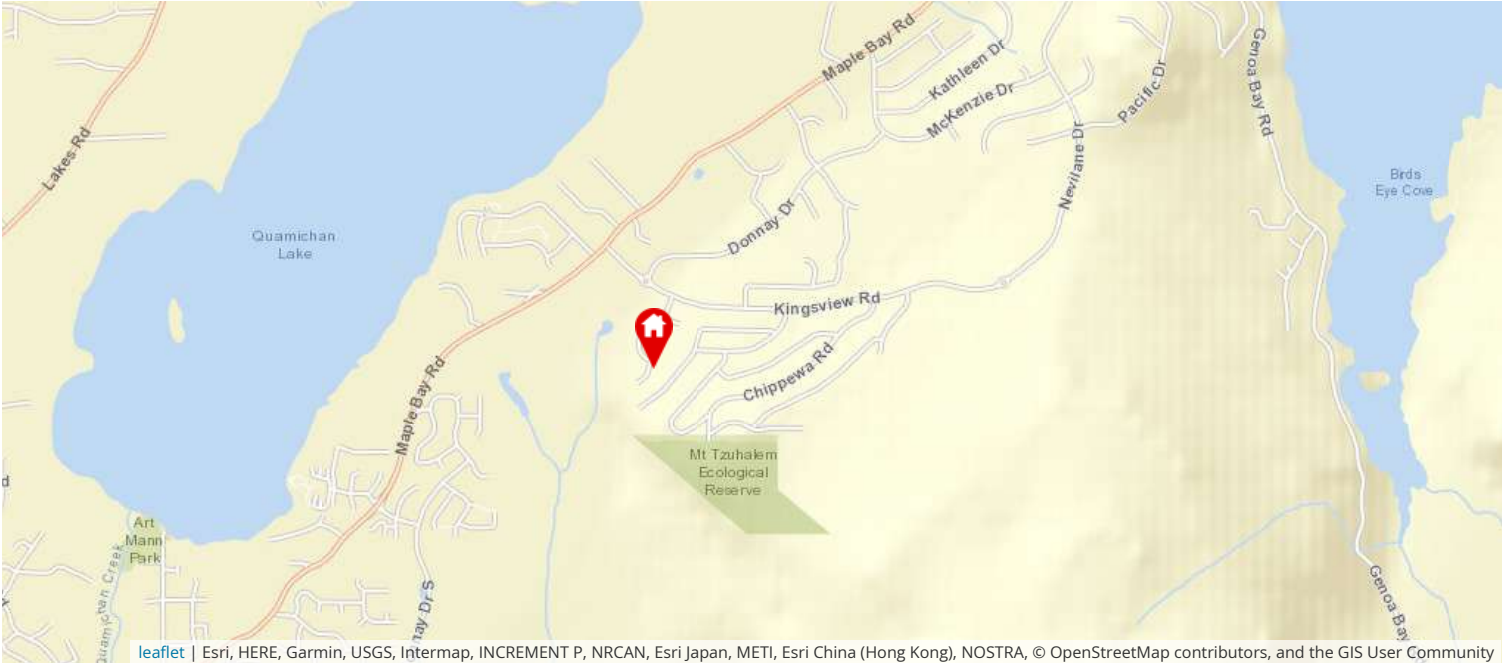 Maple Bay Rd
Kathleen Dr
McKenzie Dr
Pacific Dr
Genoa Bay Rd
Lakes Rd
Nevilane Dr
Birds
Eye Cove
Quamichan
Lake
Donnay Dr
Kingsview Rd
Maple Bay Rd
Chippewa Rd
Mt Tzuhalem
Ecological
Reserve
Art
Mann
Park
Quamichan Creek
nay Dr S
Genoa Bay
d
leaflet | Esri, HERE, Garmin, USGS, Intermap, INCREMENT P, NRCAN, Esri Japan, METI, Esri China (Hong Kong), NOSTRA, © OpenStreetMap contributors, and the GIS User Community